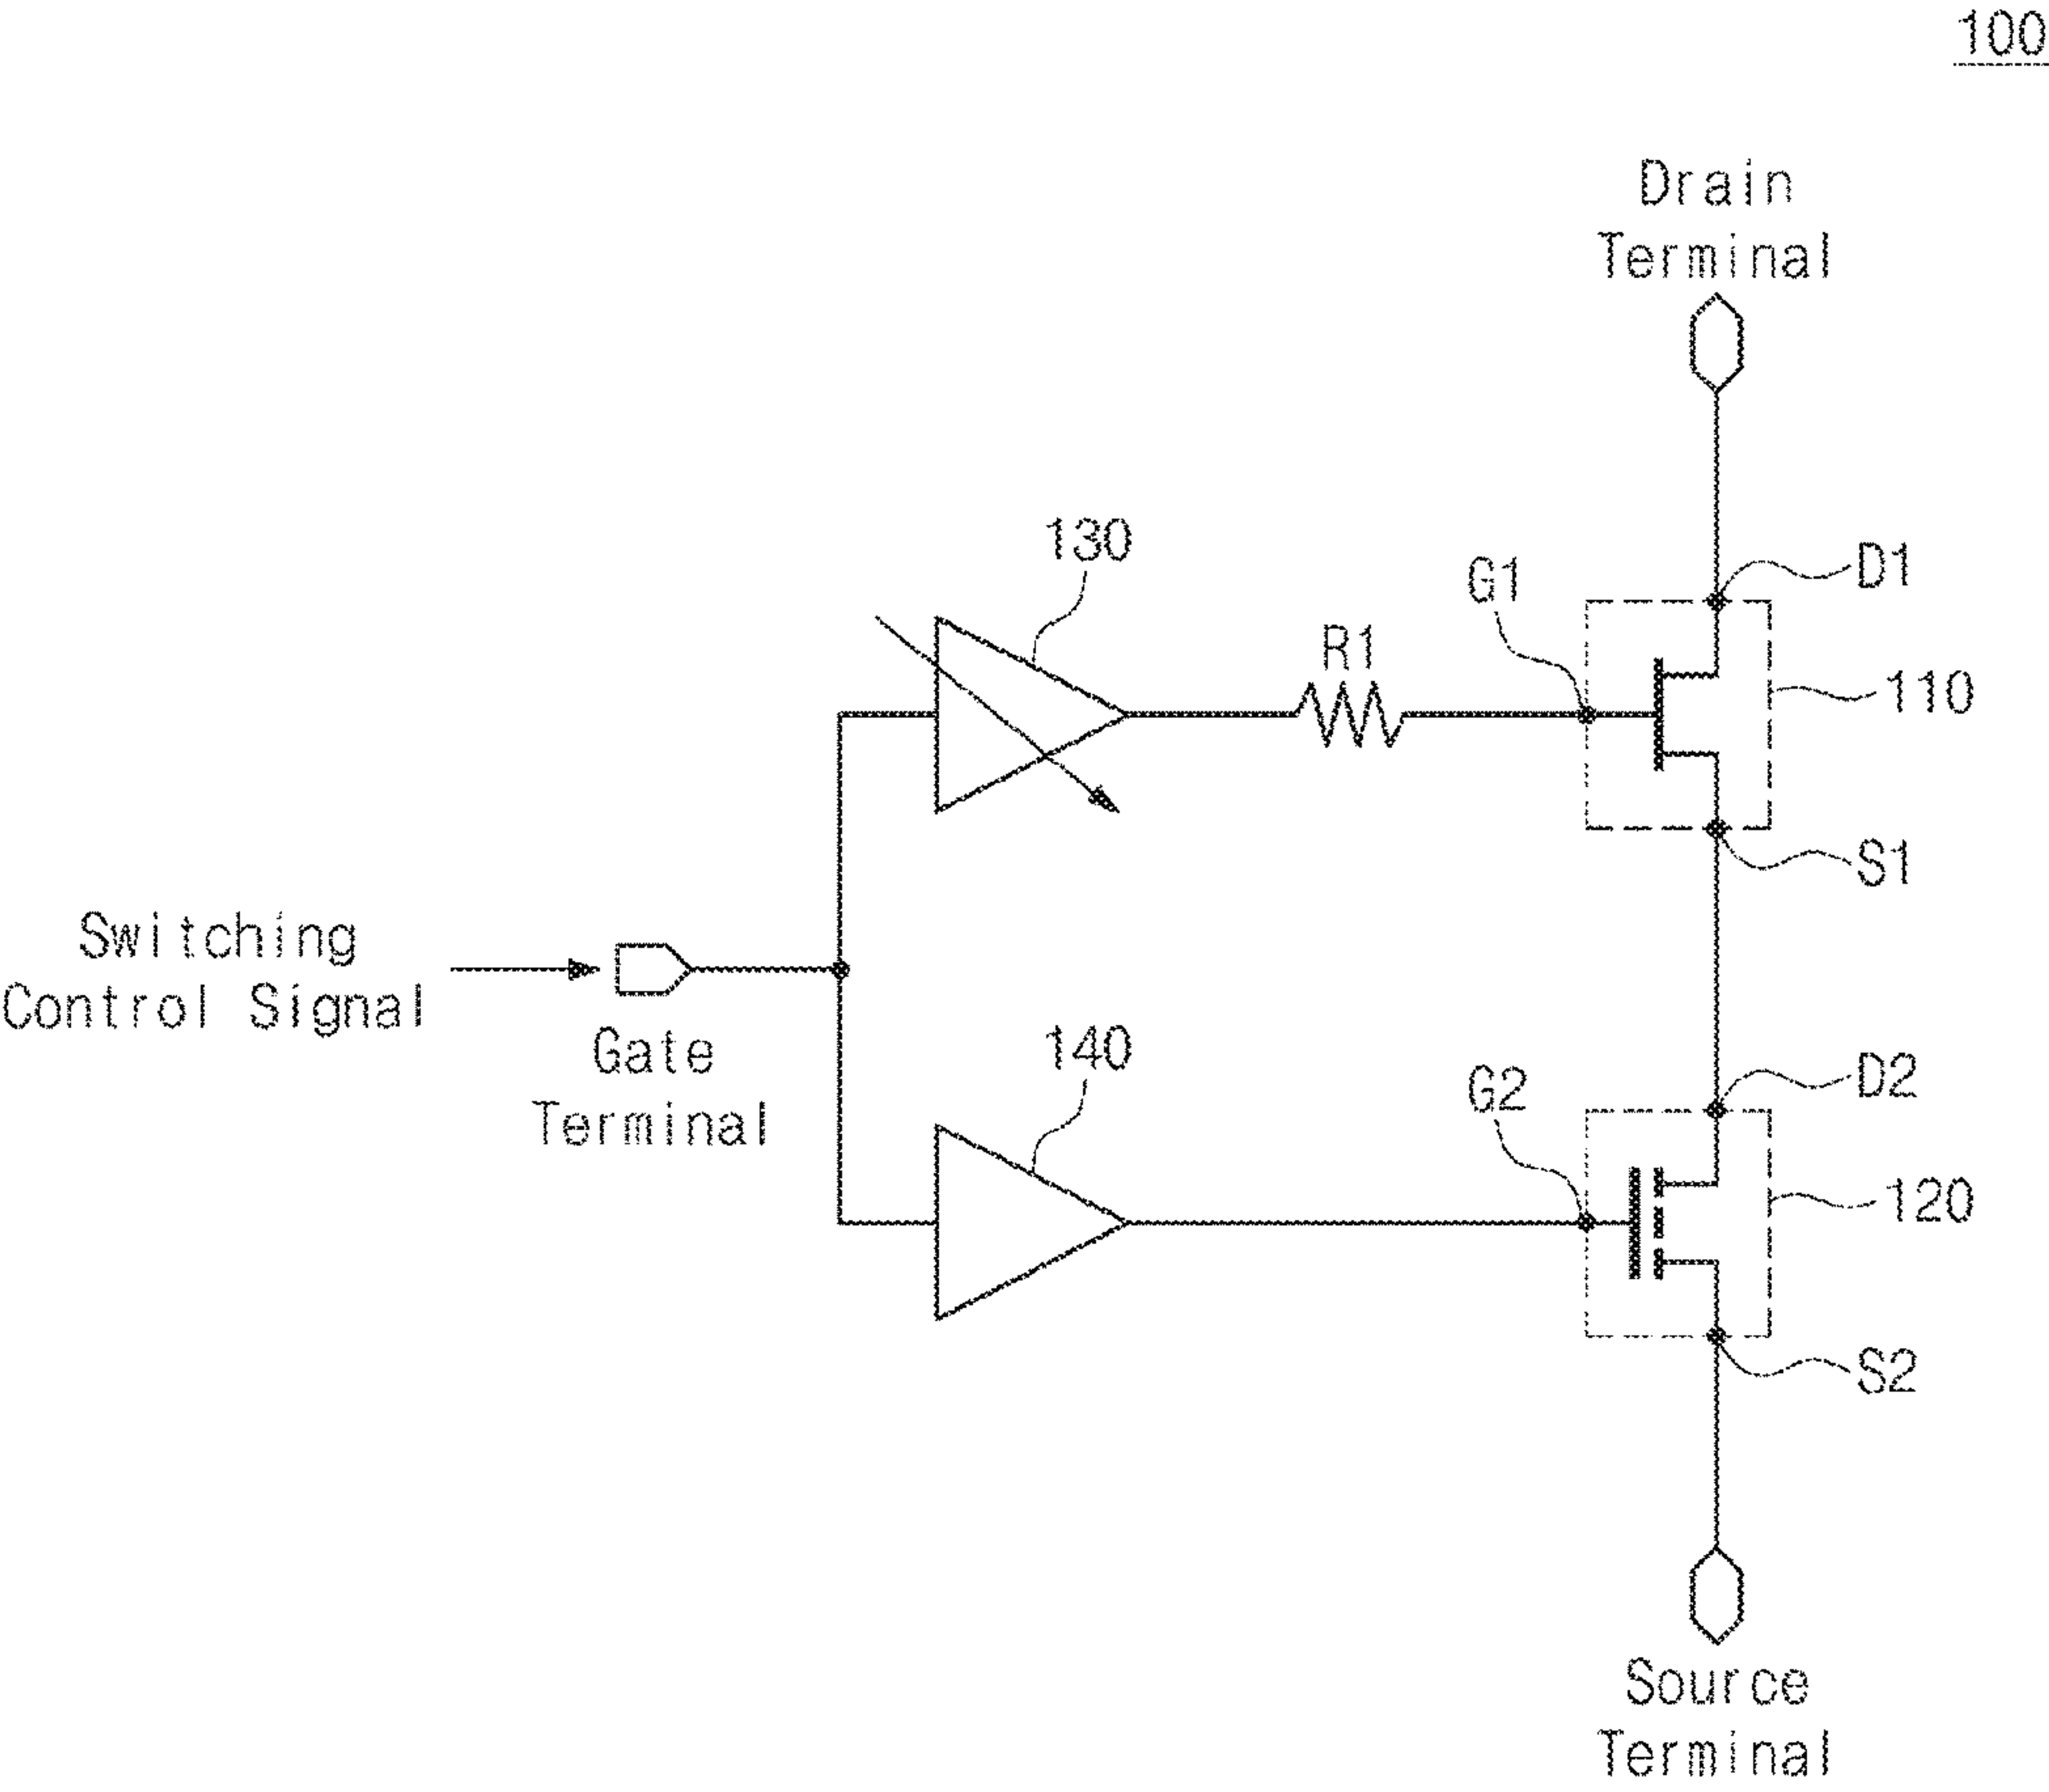 100
Drain
Terminal
130
G1
D1
R1
110
S1
Switching
Control Signal
Gate
Terminal
140
G2
D2
120
S2
Source
Terminal